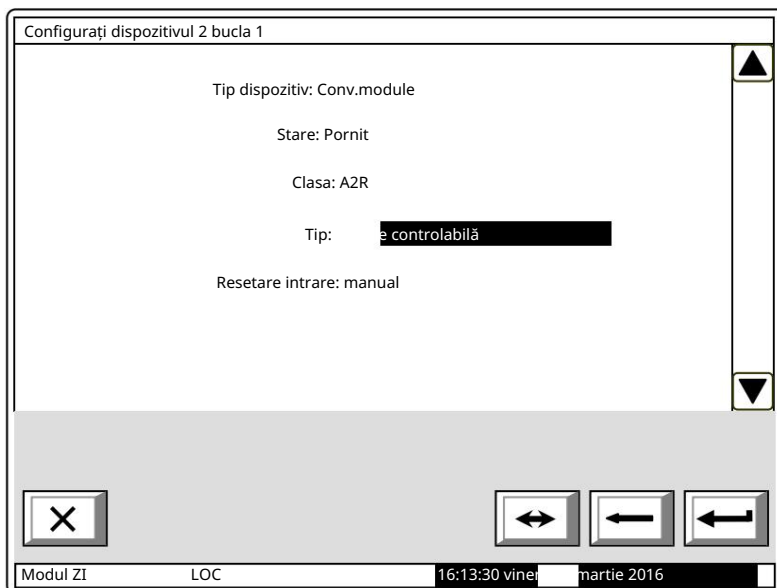 Configurați dispozitivul 2 bucla 1
Tip dispozitiv: Conv.module
Stare: Pornit
Clasa: A2R
Tip: e controlabilă
Resetare intrare: manual
Modul ZI LOC 16:13:30 viner martie 2016